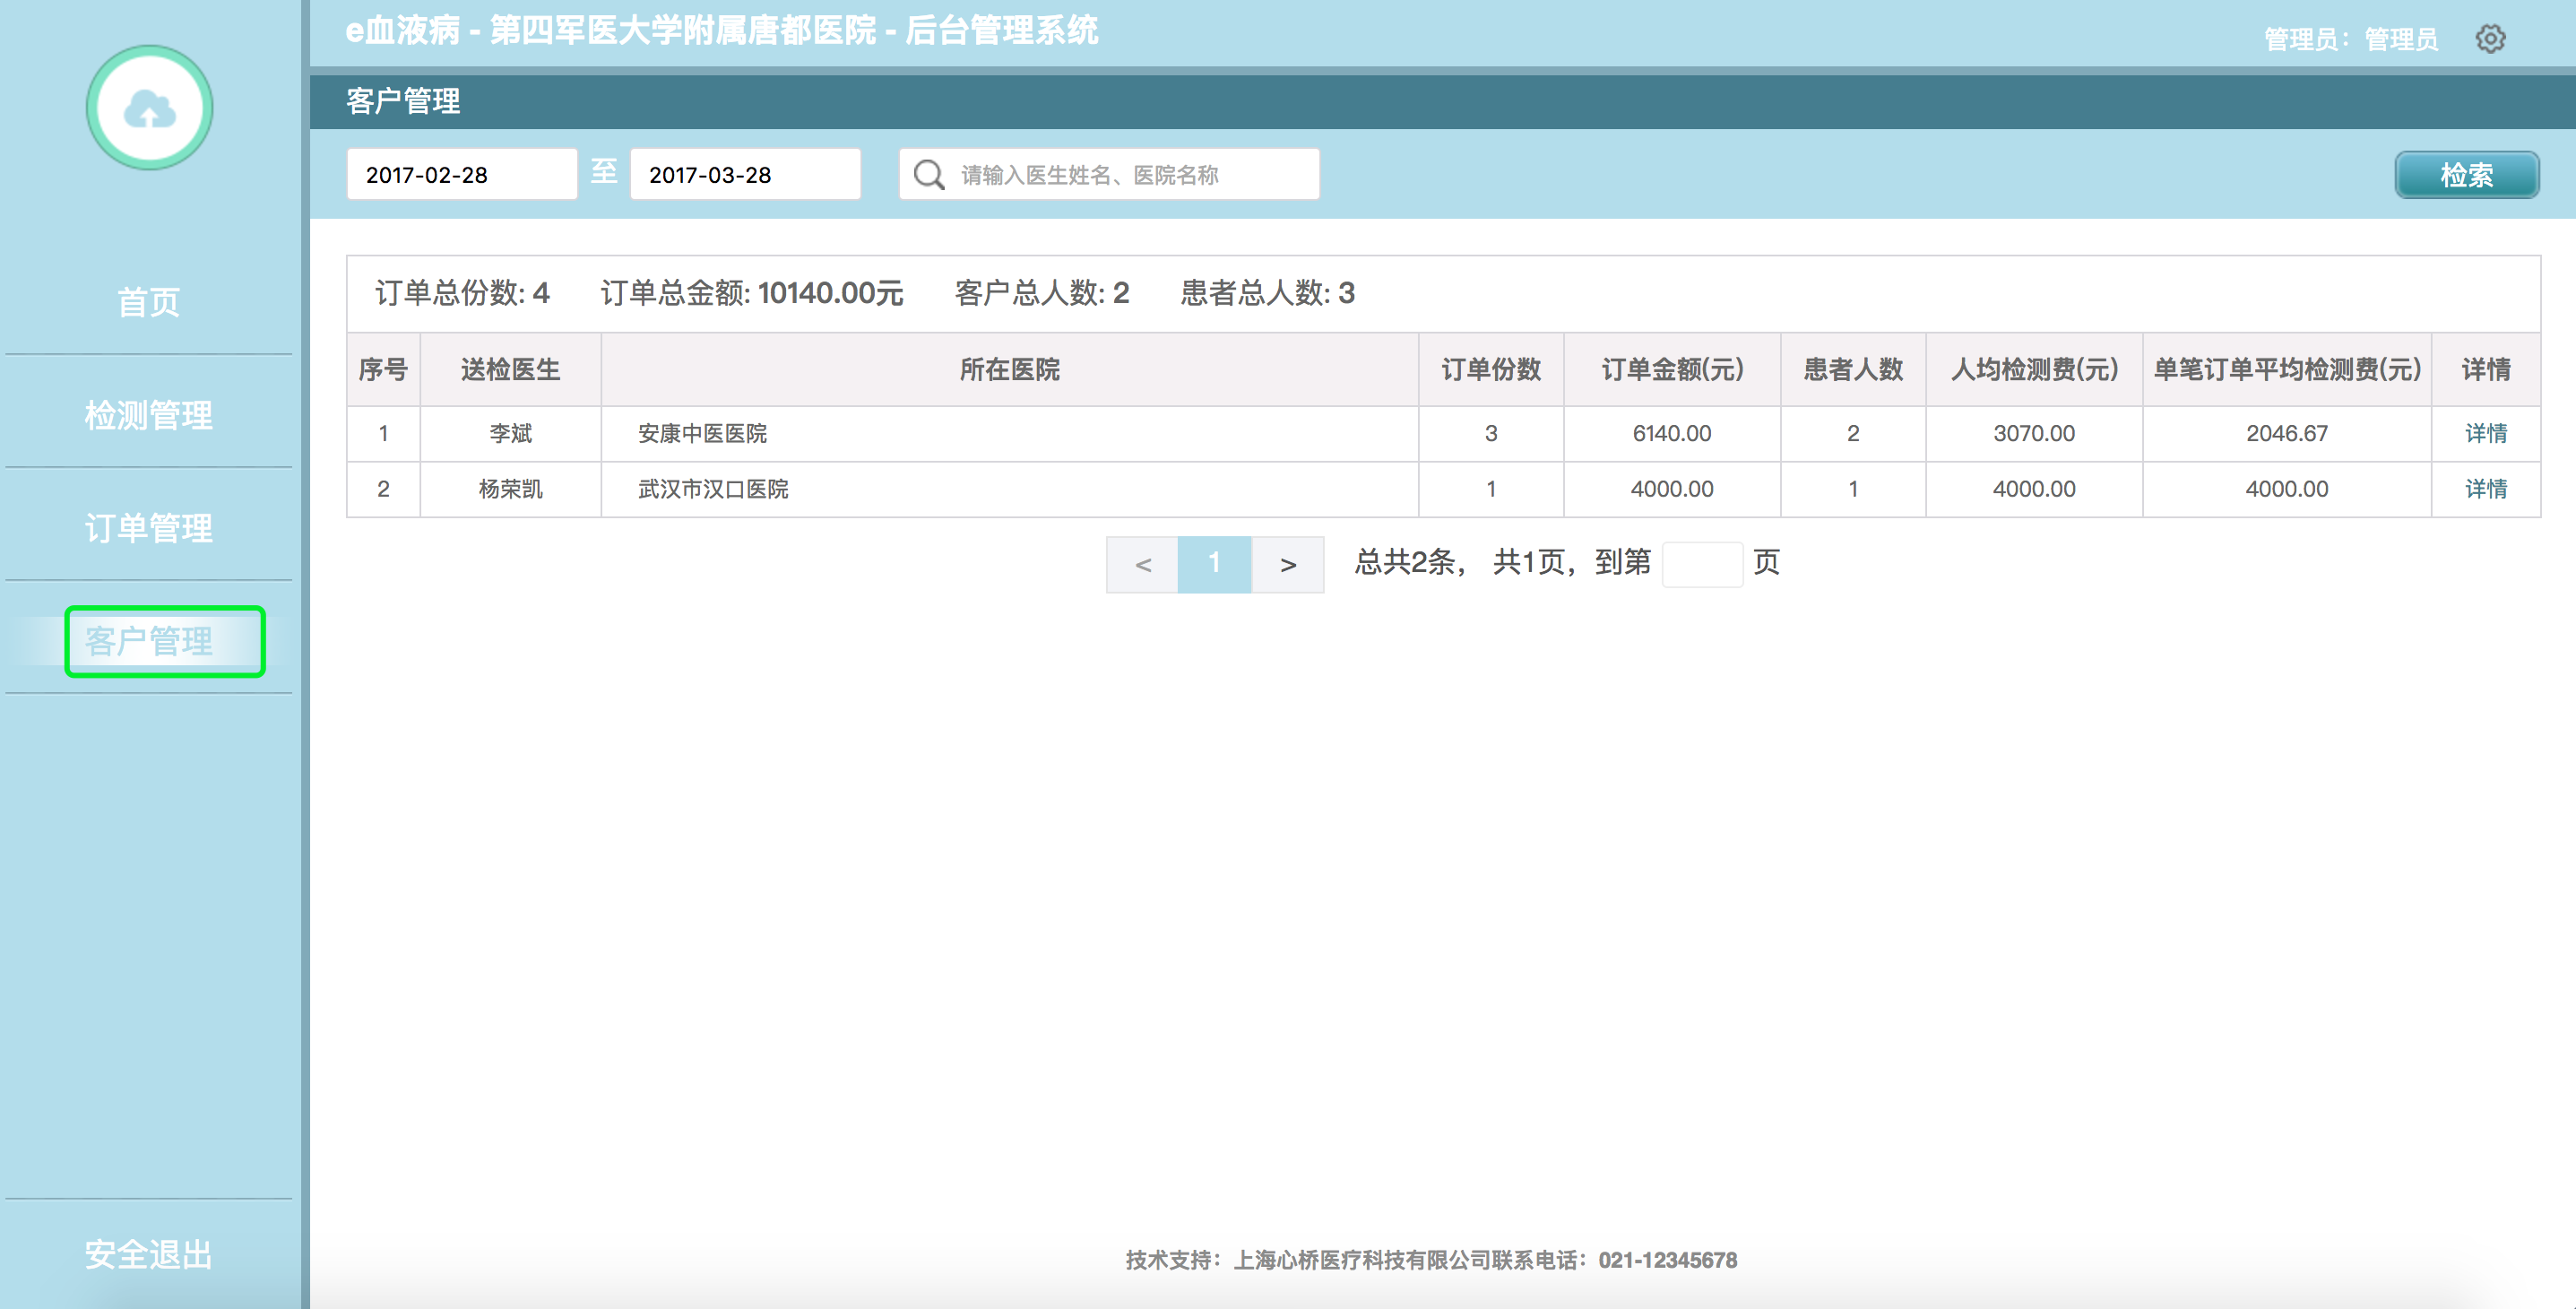 e血液病 - 第四军医大学附属唐都医院 - 后台管理系统
管理员：管理员
首页
检测管理
订单管理
客户管理
安全退出
客户管理
2017-02-28 至 2017-03-28 请输入医生姓名、医院名称 检索
订单总份数: 4 订单总金额: 10140.00元 客户总人数: 2 患者总人数: 3
序号 送检医生 所在医院 订单份数 订单金额(元) 患者人数 人均检测费(元) 单笔订单平均检测费(元) 详情
1 李斌 安康中医医院 3 6140.00 2 3070.00 2046.67 详情
2 杨荣凯 武汉市汉口医院 1 4000.00 1 4000.00 4000.00 详情
< 1 > 总共2条， 共1页，到第 页
技术支持：上海心桥医疗科技有限公司联系电话：021-12345678